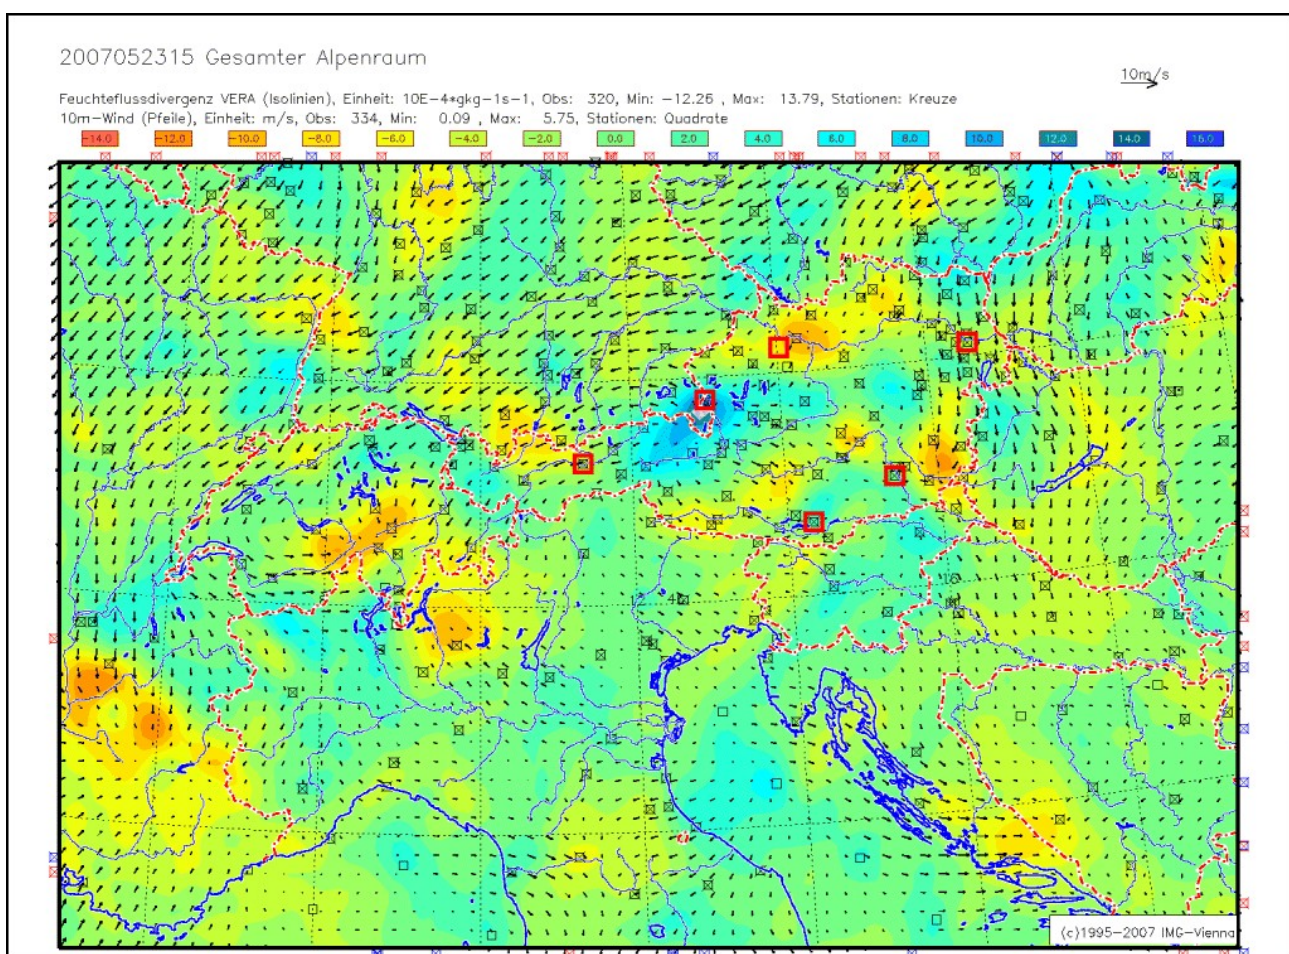 2007052315 Gesamter Alpenraum
10m/s
Feuchteflussdivergenz VERA (Isolinien), Einheit: 10E-4*gkg-1s-1, Obs: 320, Min: -12.26 , Max: 13.79, Stationen: Kreuze
10m-Wind (Pfeile), Einheit: m/s, Obs: 334, Min: 0.09 , Max: 5.75, Stationen: Quadrate
-14.0 -12.0 -10.0 -8.0 -6.0 -4.0 -2.0 0.0 2.0 4.0 6.0 8.0 10.0 12.0 14.0 16.0
(c)1995-2007 IMG-Vienna